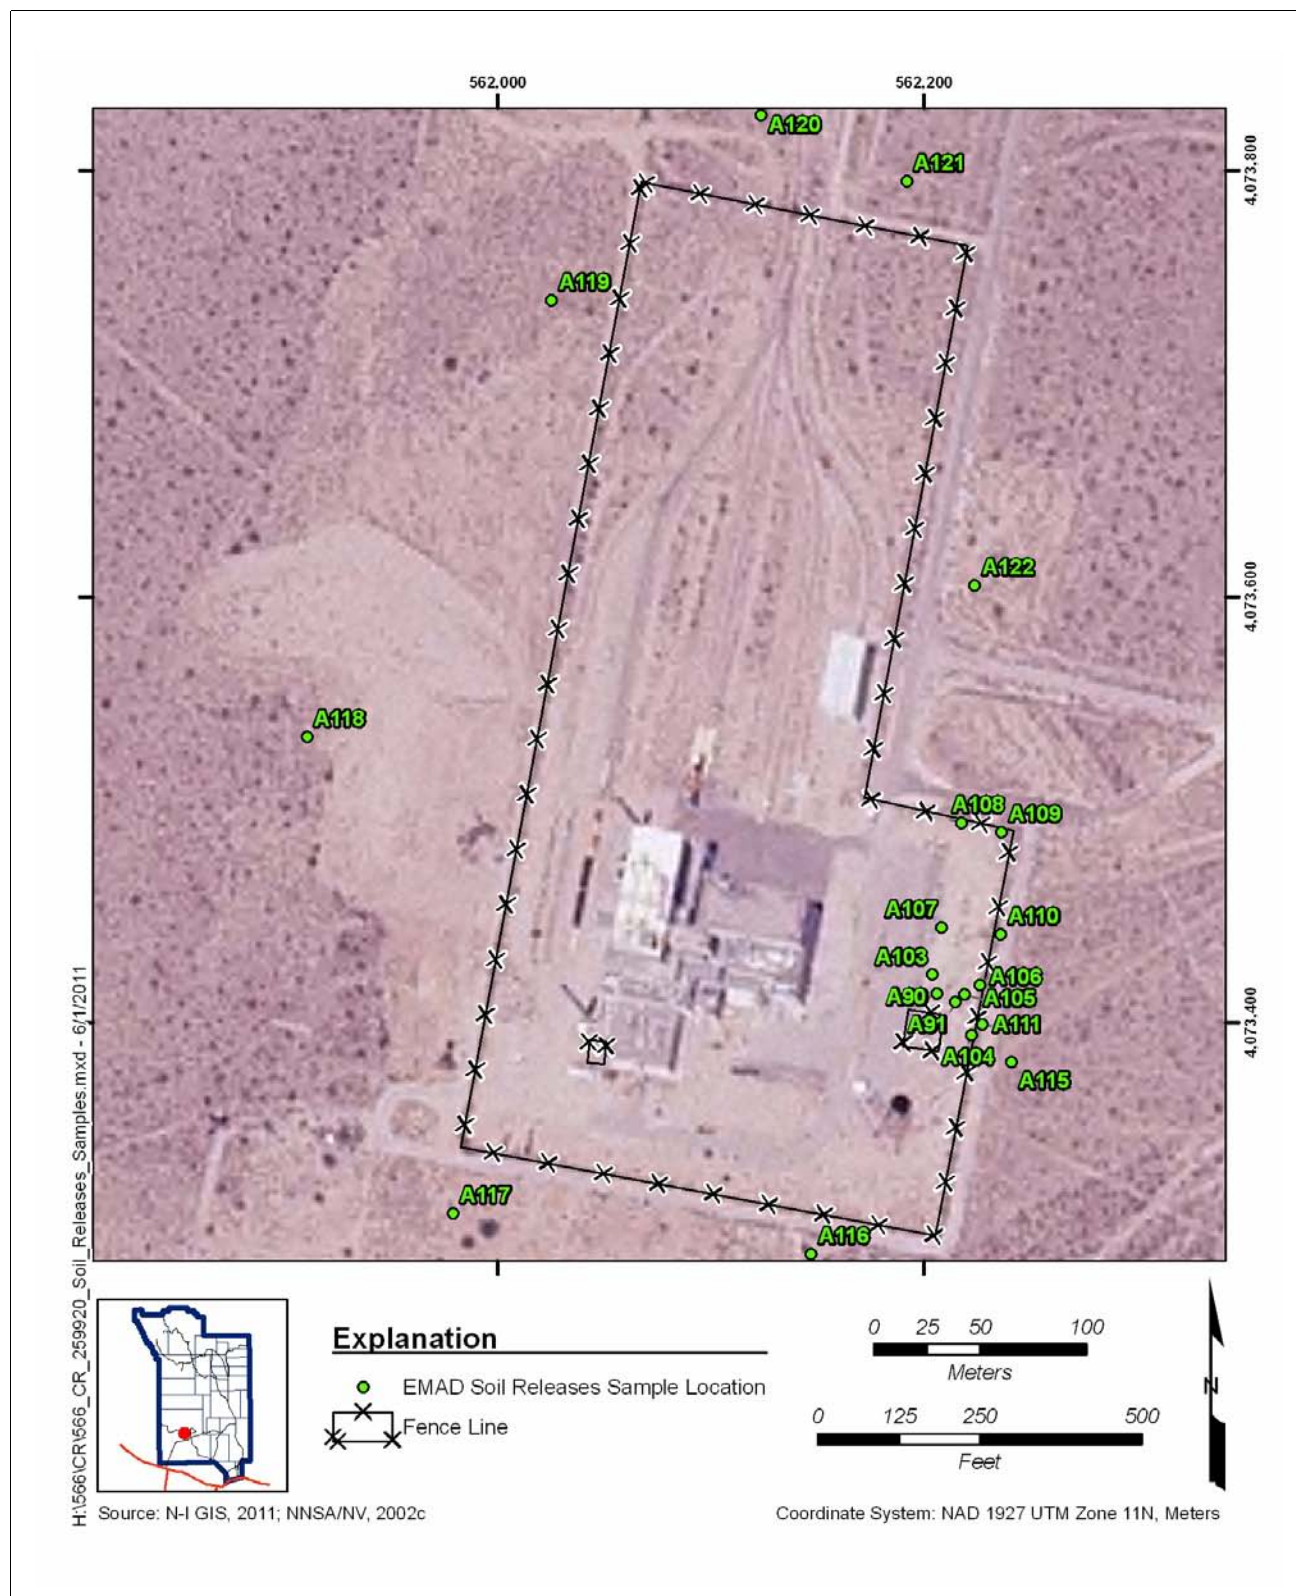 562.000 562.200
A120
A121
4.073.800
A119
A122
4.073.600
A118
A108
A109
A107
A110
A103
A106
A90
A105
A91
A111
4.073.400
A104
A115
A117
A116
H:\566\CR\566_CR_259920_Soil_Releases_Samples.mxd - 6/1/2011
Explanation
EMAD Soil Releases Sample Location
Fence Line
0 25 50 100
Meters
0 125 250 500
Feet
N
Source: N-I GIS, 2011; NNSA/NV, 2002c
Coordinate System: NAD 1927 UTM Zone 11N, Meters